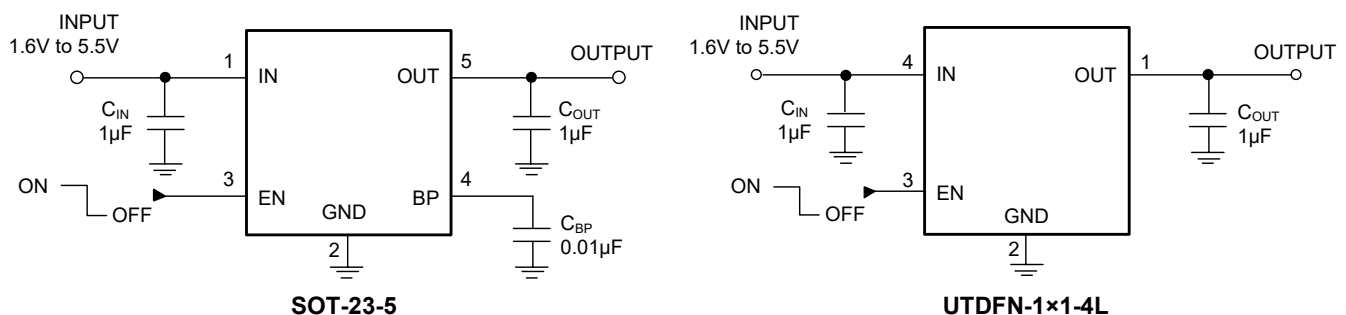 INPUT
1.6V to 5.5V
1
IN
OUT
5
OUTPUT
CIN
1µF
COUT
1µF
ON
OFF
3
EN
GND
BP
4
2
CBP
0.01µF
SOT-23-5
INPUT
1.6V to 5.5V
4
IN
OUT
1
OUTPUT
CIN
1µF
COUT
1µF
ON
OFF
3
EN
GND
2
UTDFN-1×1-4L